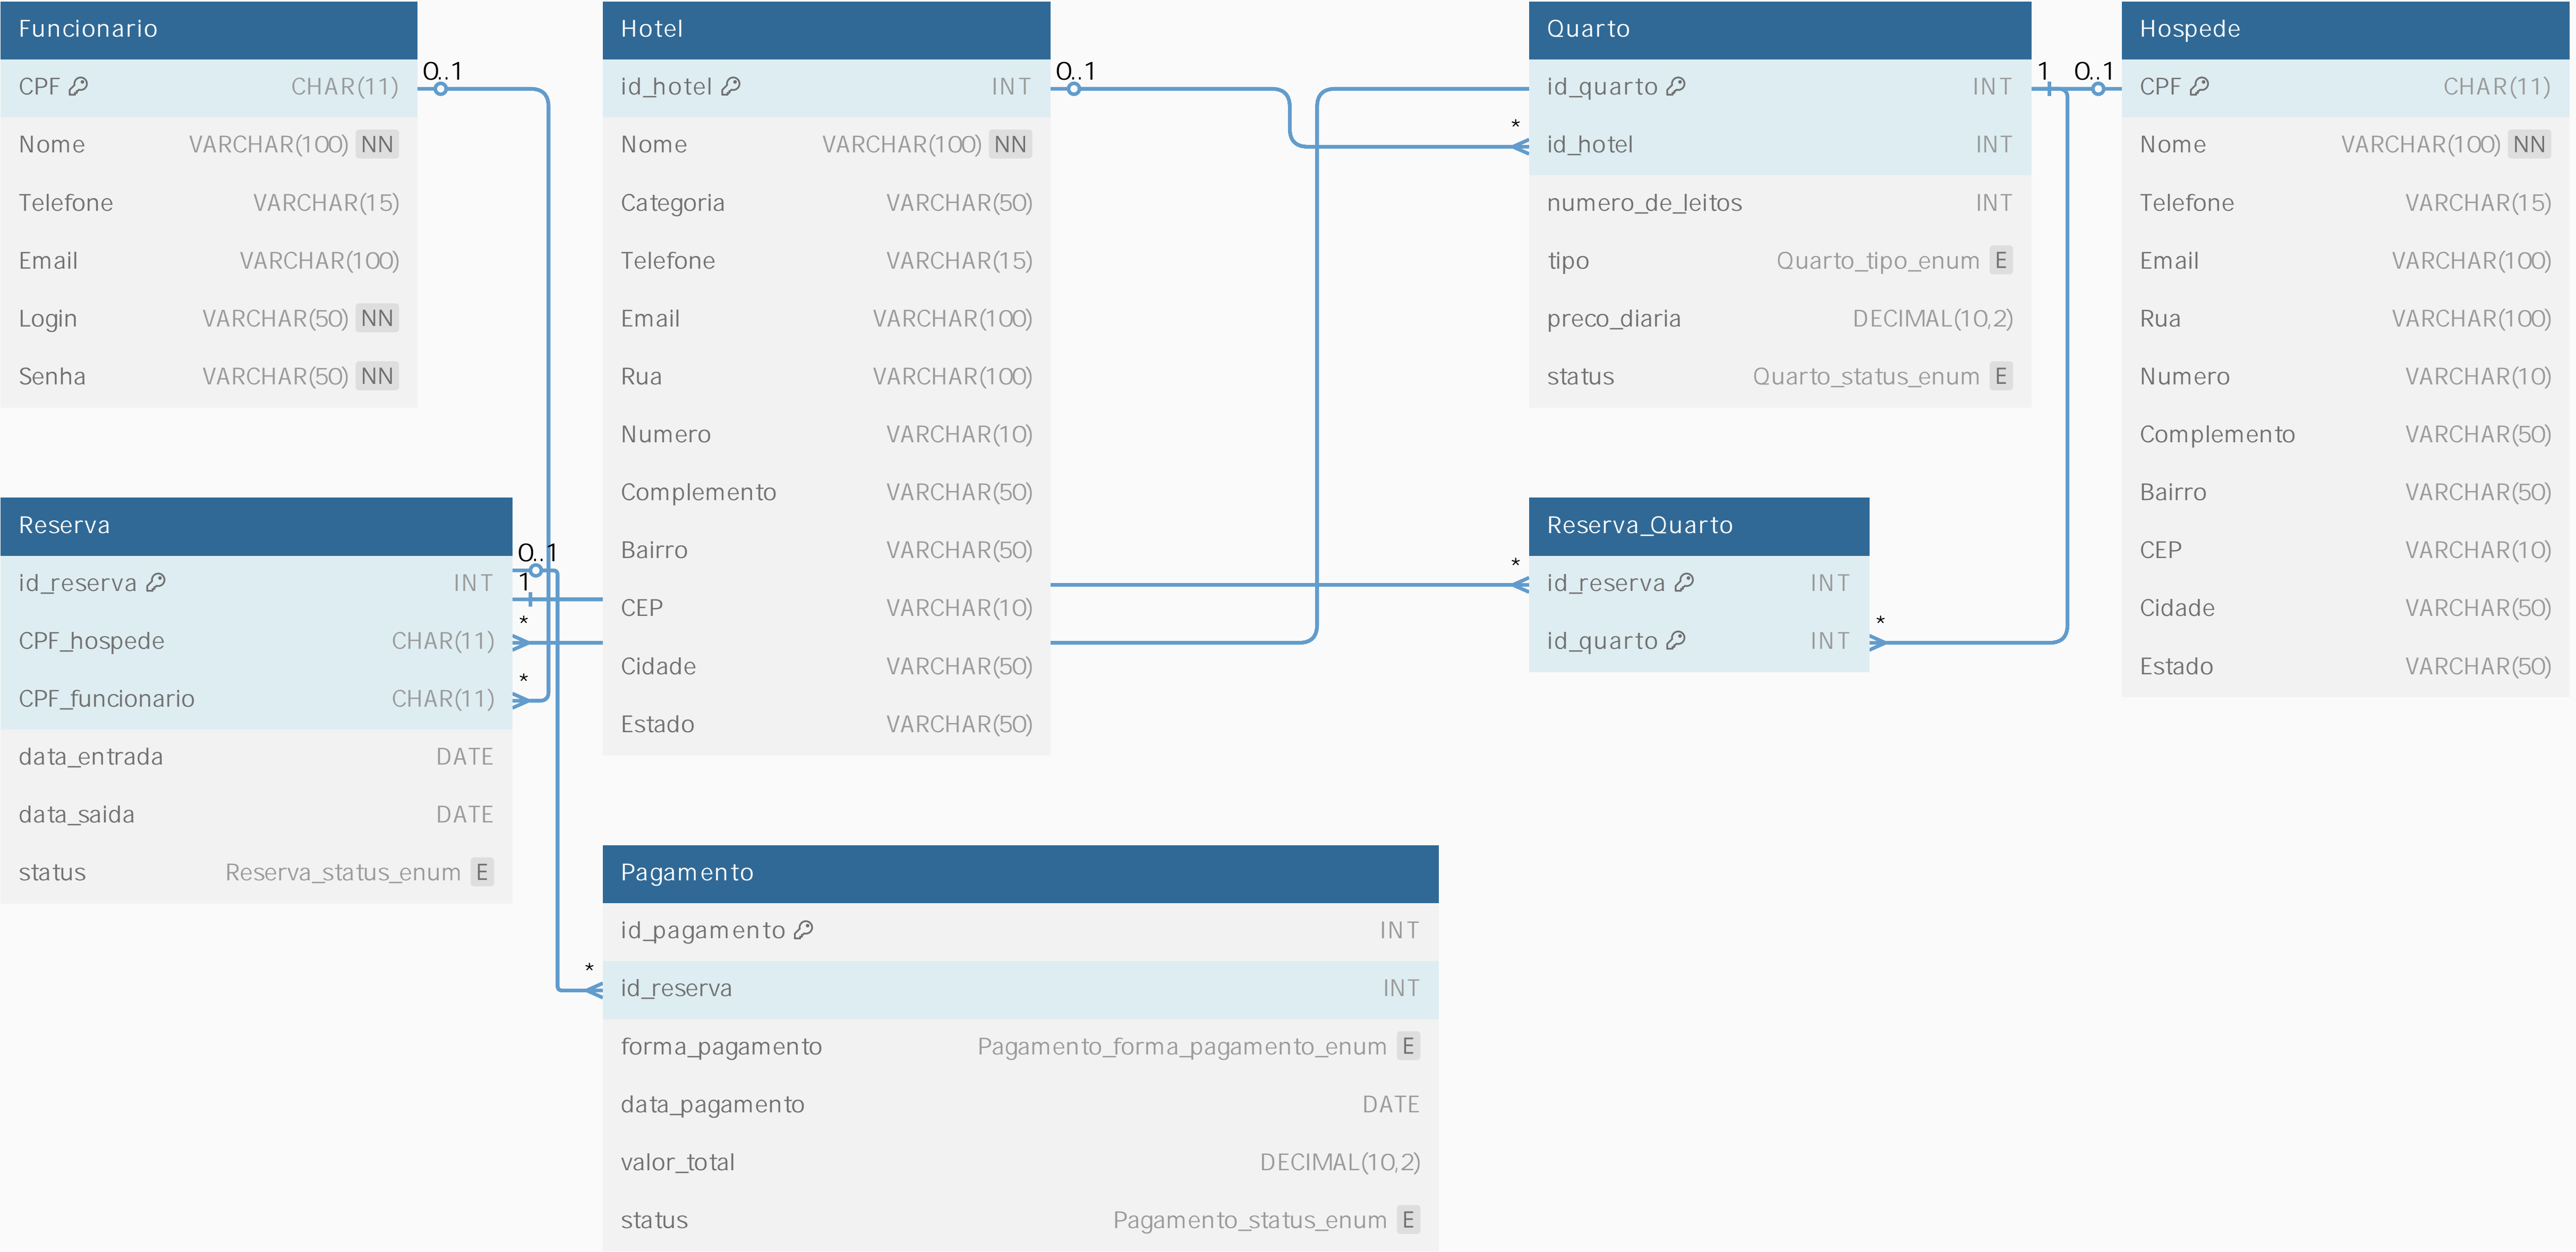 Funcionario
CPF CHAR(11)
Nome VARCHAR(100) NN
Telefone VARCHAR(15)
Email VARCHAR(100)
Login VARCHAR(50) NN
Senha VARCHAR(50) NN
0..1
Hotel
id_hotel INT
Nome VARCHAR(100) NN
Categoria VARCHAR(50)
Telefone VARCHAR(15)
Email VARCHAR(100)
Rua VARCHAR(100)
Numero VARCHAR(10)
Complemento VARCHAR(50)
Bairro VARCHAR(50)
CEP VARCHAR(10)
Cidade VARCHAR(50)
Estado VARCHAR(50)
0..1
*
Quarto
id_quarto INT
id_hotel INT
numero_de_leitos INT
tipo Quarto_tipo_enum E
preco_diaria DECIMAL(10,2)
status Quarto_status_enum E
1 0..1
Hospede
CPF CHAR(11)
Nome VARCHAR(100) NN
Telefone VARCHAR(15)
Email VARCHAR(100)
Rua VARCHAR(100)
Numero VARCHAR(10)
Complemento VARCHAR(50)
Bairro VARCHAR(50)
CEP VARCHAR(10)
Cidade VARCHAR(50)
Estado VARCHAR(50)
Reserva
id_reserva INT
CPF_hospede CHAR(11)
CPF_funcionario CHAR(11)
data_entrada DATE
data_saida DATE
status Reserva_status_enum E
0..1
1
*
*
*
Reserva_Quarto
id_reserva INT
id_quarto INT
*
*
Pagamento
id_pagamento INT
id_reserva INT
forma_pagamento Pagamento_forma_pagamento_enum E
data_pagamento DATE
valor_total DECIMAL(10,2)
status Pagamento_status_enum E